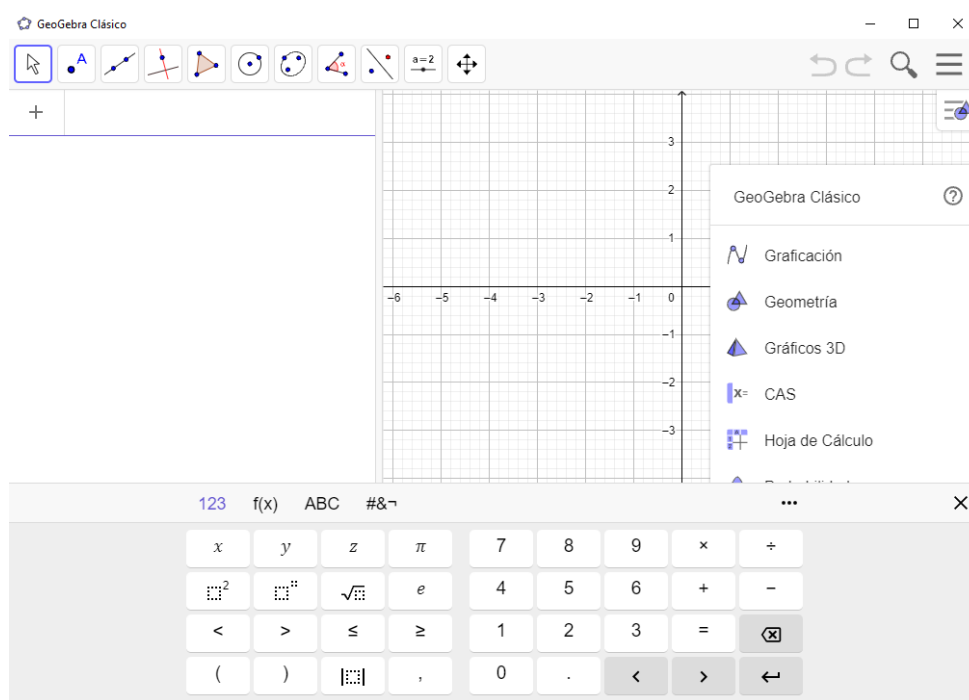 GeoGebra Clásico
A
α
a=2
3
2
GeoGebra Clásico
1
Graficación
–6 –5 –4 –3 –2 –1 0
Geometría
–1
Gráficos 3D
–2
x= CAS
–3
Hoja de Cálculo
123 f(x) ABC #&¬ •••
x y z π 7 8 9 × ÷
2 √ e 4 5 6 + −
< > ≤ ≥ 1 2 3 =
( ) | | , 0 . < >